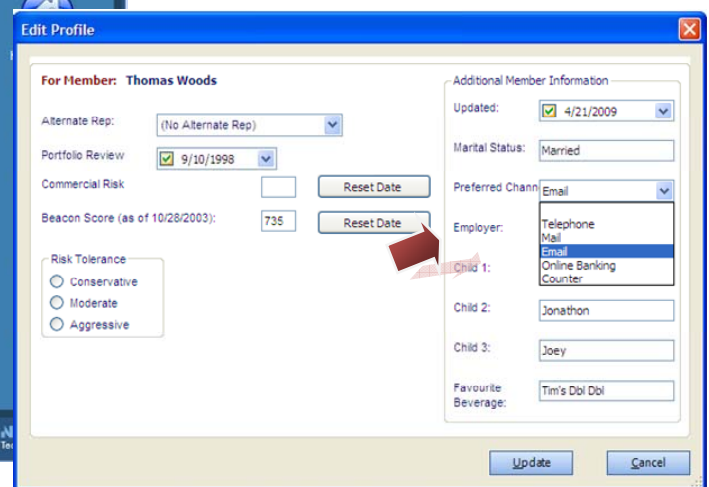 Edit Profile
For Member: Thomas Woods
Alternate Rep: (No Alternate Rep)
Portfolio Review 9/10/1998
Commercial Risk Reset Date
Beacon Score (as of 10/28/2003): 735 Reset Date
Risk Tolerance
Conservative
Moderate
Aggressive
Additional Member Information
Updated: 4/21/2009
Marital Status: Married
Preferred Chann Email
Telephone
Mail
Email
Online Banking
Counter
Employer:
Child 1:
Child 2: Jonathon
Child 3: Joey
Favourite
Beverage: Tim's Dbl Dbl
Update Cancel